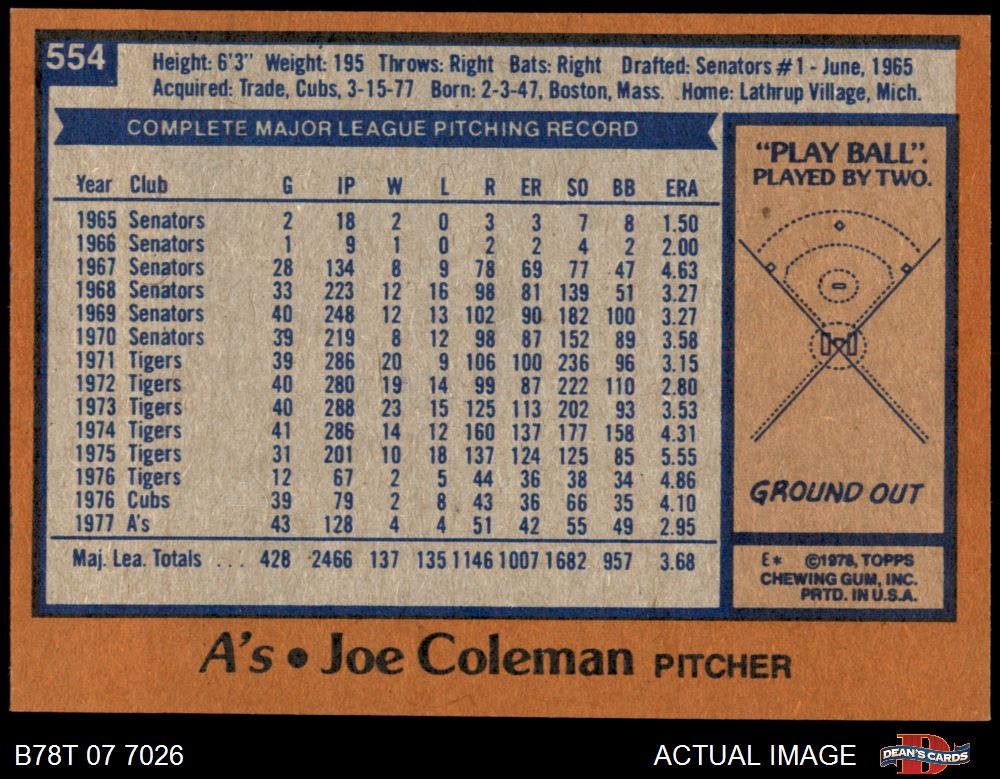 554
Height: 6'3" Weight: 195 Throws: Right Bats: Right Drafted: Senators #1 - June, 1965
Acquired: Trade, Cubs, 3-15-77 Born: 2-3-47, Boston, Mass. Home: Lathrup Village, Mich.
COMPLETE MAJOR LEAGUE PITCHING RECORD
Year Club G IP W L R ER SO BB ERA
1965 Senators 2 18 2 0 3 3 7 8 1.50
1966 Senators 1 9 1 0 2 2 4 2 2.00
1967 Senators 28 134 8 9 78 69 77 47 4.63
1968 Senators 33 223 12 16 98 81 139 51 3.27
1969 Senators 40 248 12 13 102 90 182 100 3.27
1970 Senators 39 219 8 12 98 87 152 89 3.58
1971 Tigers 39 286 20 9 106 100 236 96 3.15
1972 Tigers 40 280 19 14 99 87 222 110 2.80
1973 Tigers 40 288 23 15 125 113 202 93 3.53
1974 Tigers 41 286 14 12 160 137 177 158 4.31
1975 Tigers 31 201 10 18 137 124 125 85 5.55
1976 Tigers 12 67 2 5 44 36 38 34 4.86
1976 Cubs 39 79 2 8 43 36 66 35 4.10
1977 A's 43 128 4 4 51 42 55 49 2.95
Maj. Lea. Totals ... 428 2466 137 135 1146 1007 1682 957 3.68
"PLAY BALL".
PLAYED BY TWO.
GROUND OUT
E* ©1978, TOPPS
CHEWING GUM, INC.
PRTD. IN U.S.A.
A's • Joe Coleman PITCHER
B78T 07 7026
ACTUAL IMAGE
D
DEAN'S CARDS